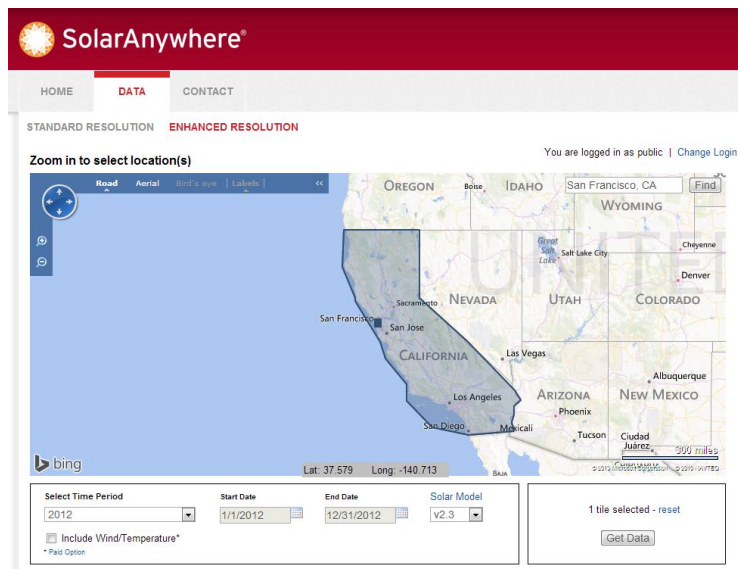 SolarAnywhere®
HOME DATA CONTACT
STANDARD RESOLUTION ENHANCED RESOLUTION
You are logged in as public | Change Login
Zoom in to select location(s)
Road Aerial Bird's eye | Labels | «
San Francisco, CA Find
OREGON Boise IDAHO
WYOMING
Great
Salt
Lake Salt Lake City
Cheyenne
UNITE
Denver
Sacramento NEVADA UTAH COLORADO
San Francisco
San Jose
CALIFORNIA
Las Vegas
Albuquerque
Los Angeles ARIZONA NEW MEXICO
Phoenix
San Diego Mexicali
Tucson Ciudad
Juárez
300 miles
bing
Lat: 37.579 Long: -140.713
BAJA
Select Time Period Start Date End Date Solar Model
2012 1/1/2012 12/31/2012 v2.3
Include Wind/Temperature*
* Paid Option
1 tile selected - reset
Get Data